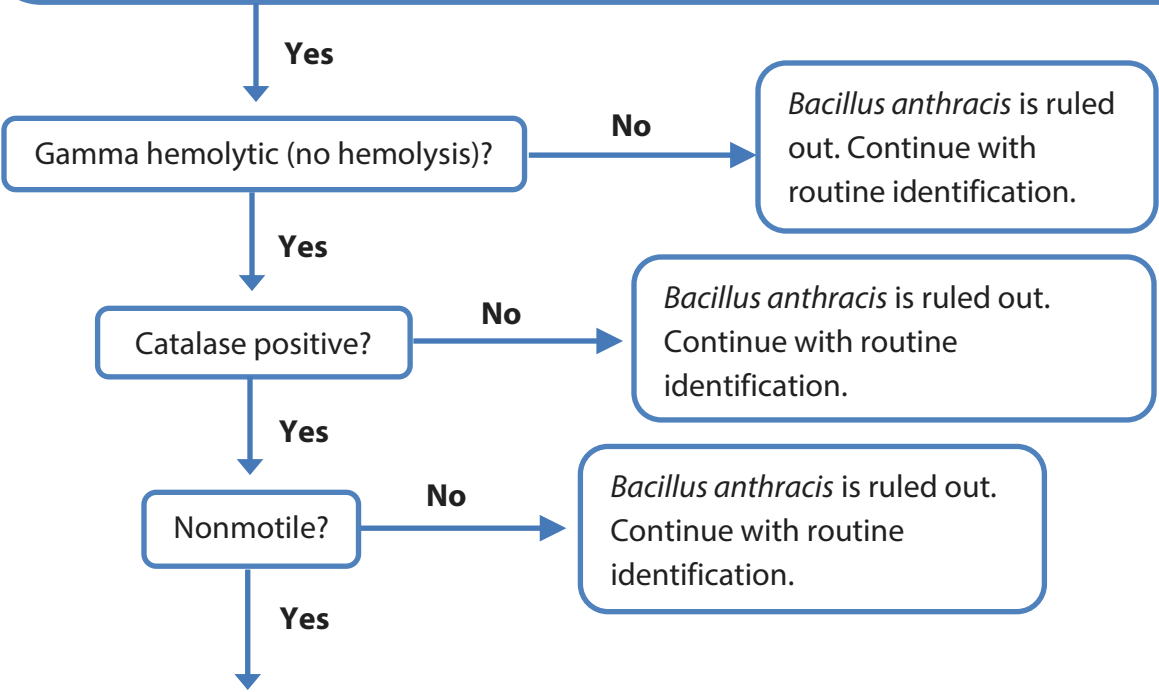 Yes
Gamma hemolytic (no hemolysis)?
No
Bacillus anthracis is ruled
out. Continue with
routine identification.
Yes
Catalase positive?
No
Bacillus anthracis is ruled out.
Continue with routine
identification.
Yes
Nonmotile?
No
Bacillus anthracis is ruled out.
Continue with routine
identification.
Yes